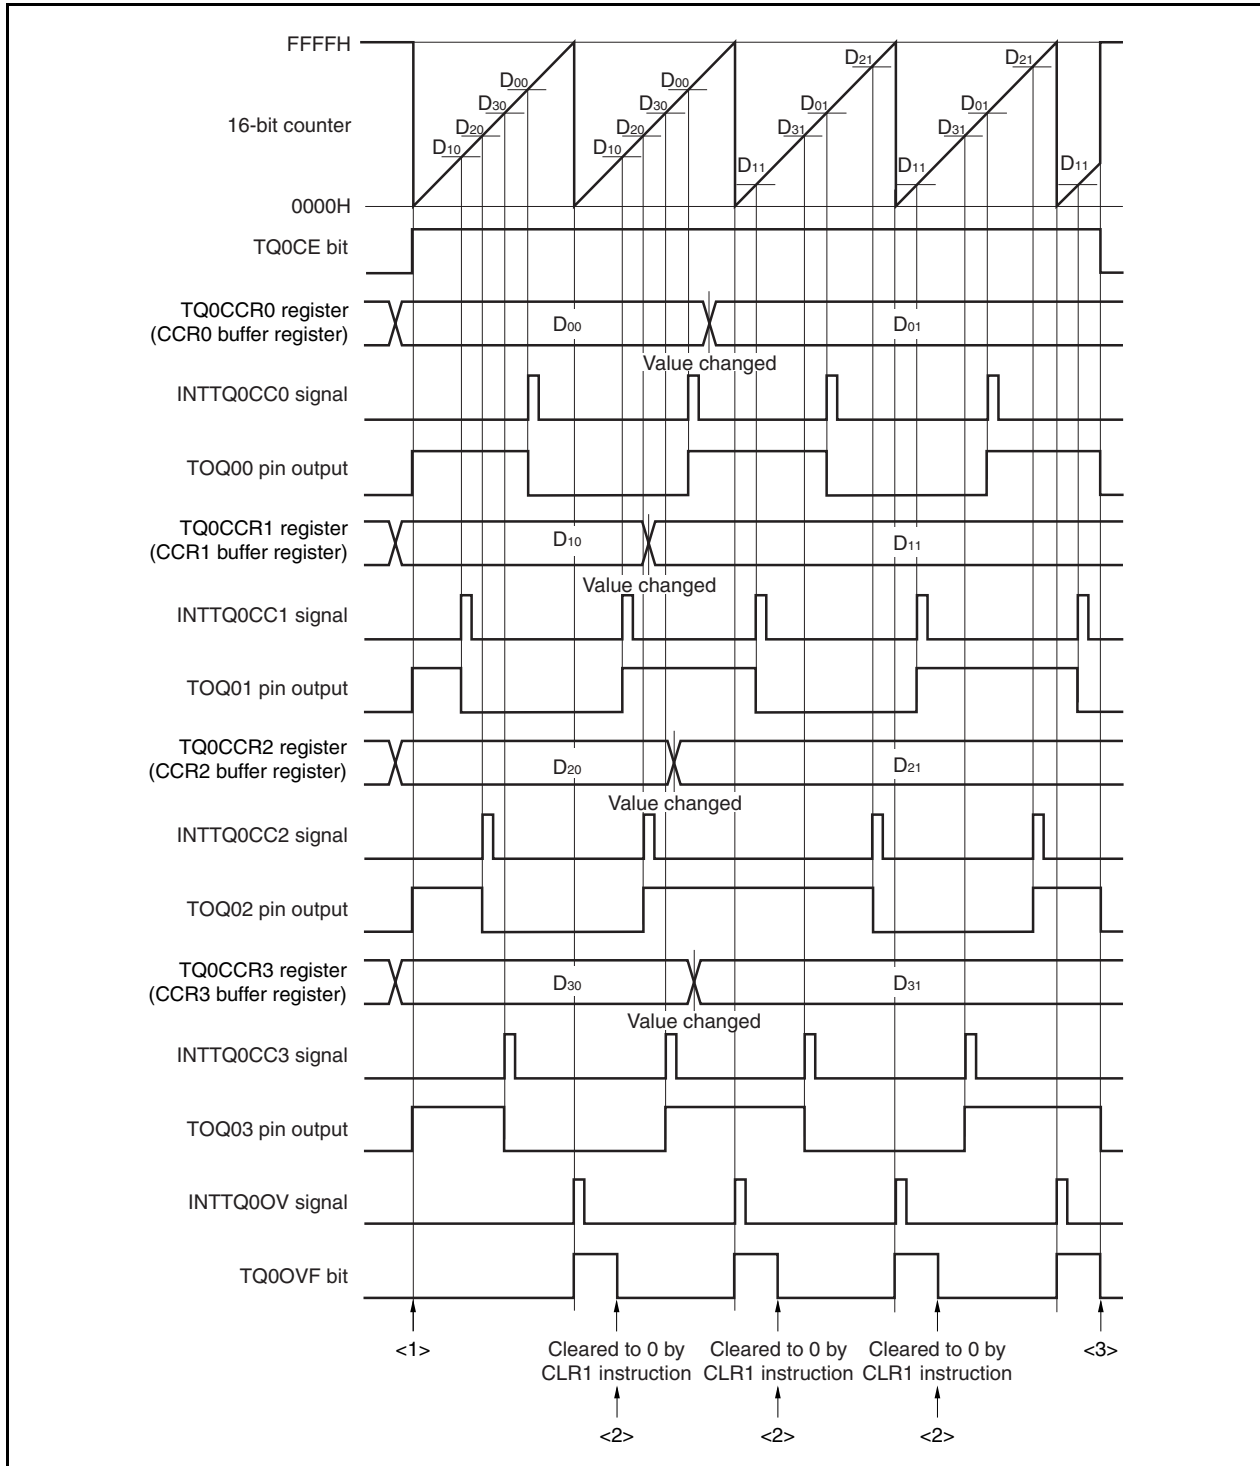 FFFFH
D00 D00 D21 D21
D30 D30 D01 D01
16-bit counter
D20 D20 D31 D31
D10 D10 D11 D11 D11
0000H
TQ0CE bit
TQ0CCR0 register
(CCR0 buffer register)
D00 D01
Value changed
INTTQ0CC0 signal
TOQ00 pin output
TQ0CCR1 register
(CCR1 buffer register)
D10 D11
Value changed
INTTQ0CC1 signal
TOQ01 pin output
TQ0CCR2 register
(CCR2 buffer register)
D20 D21
Value changed
INTTQ0CC2 signal
TOQ02 pin output
TQ0CCR3 register
(CCR3 buffer register)
D30 D31
Value changed
INTTQ0CC3 signal
TOQ03 pin output
INTTQ0OV signal
TQ0OVF bit
<1> Cleared to 0 by Cleared to 0 by Cleared to 0 by <3>
CLR1 instruction CLR1 instruction CLR1 instruction
<2> <2> <2>